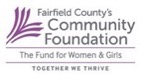 Fairfield County's
Community
Foundation
The Fund for Women & Girls
TOGETHER WE THRIVE